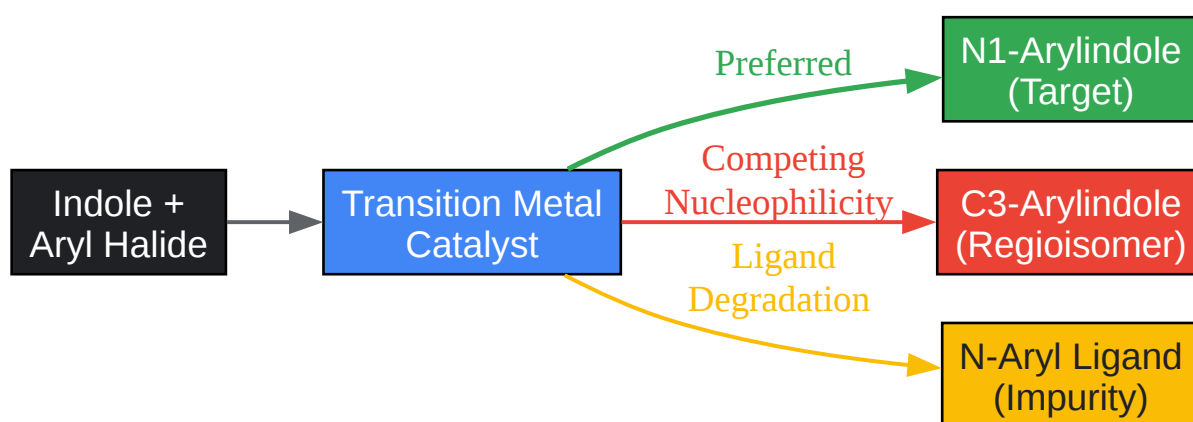 Preferred
N1-Arylindole
(Target)
Indole +
Aryl Halide
Transition Metal
Catalyst
Competing
Nucleophilicity
C3-Arylindole
(Regioisomer)
Ligand
Degradation
N-Aryl Ligand
(Impurity)